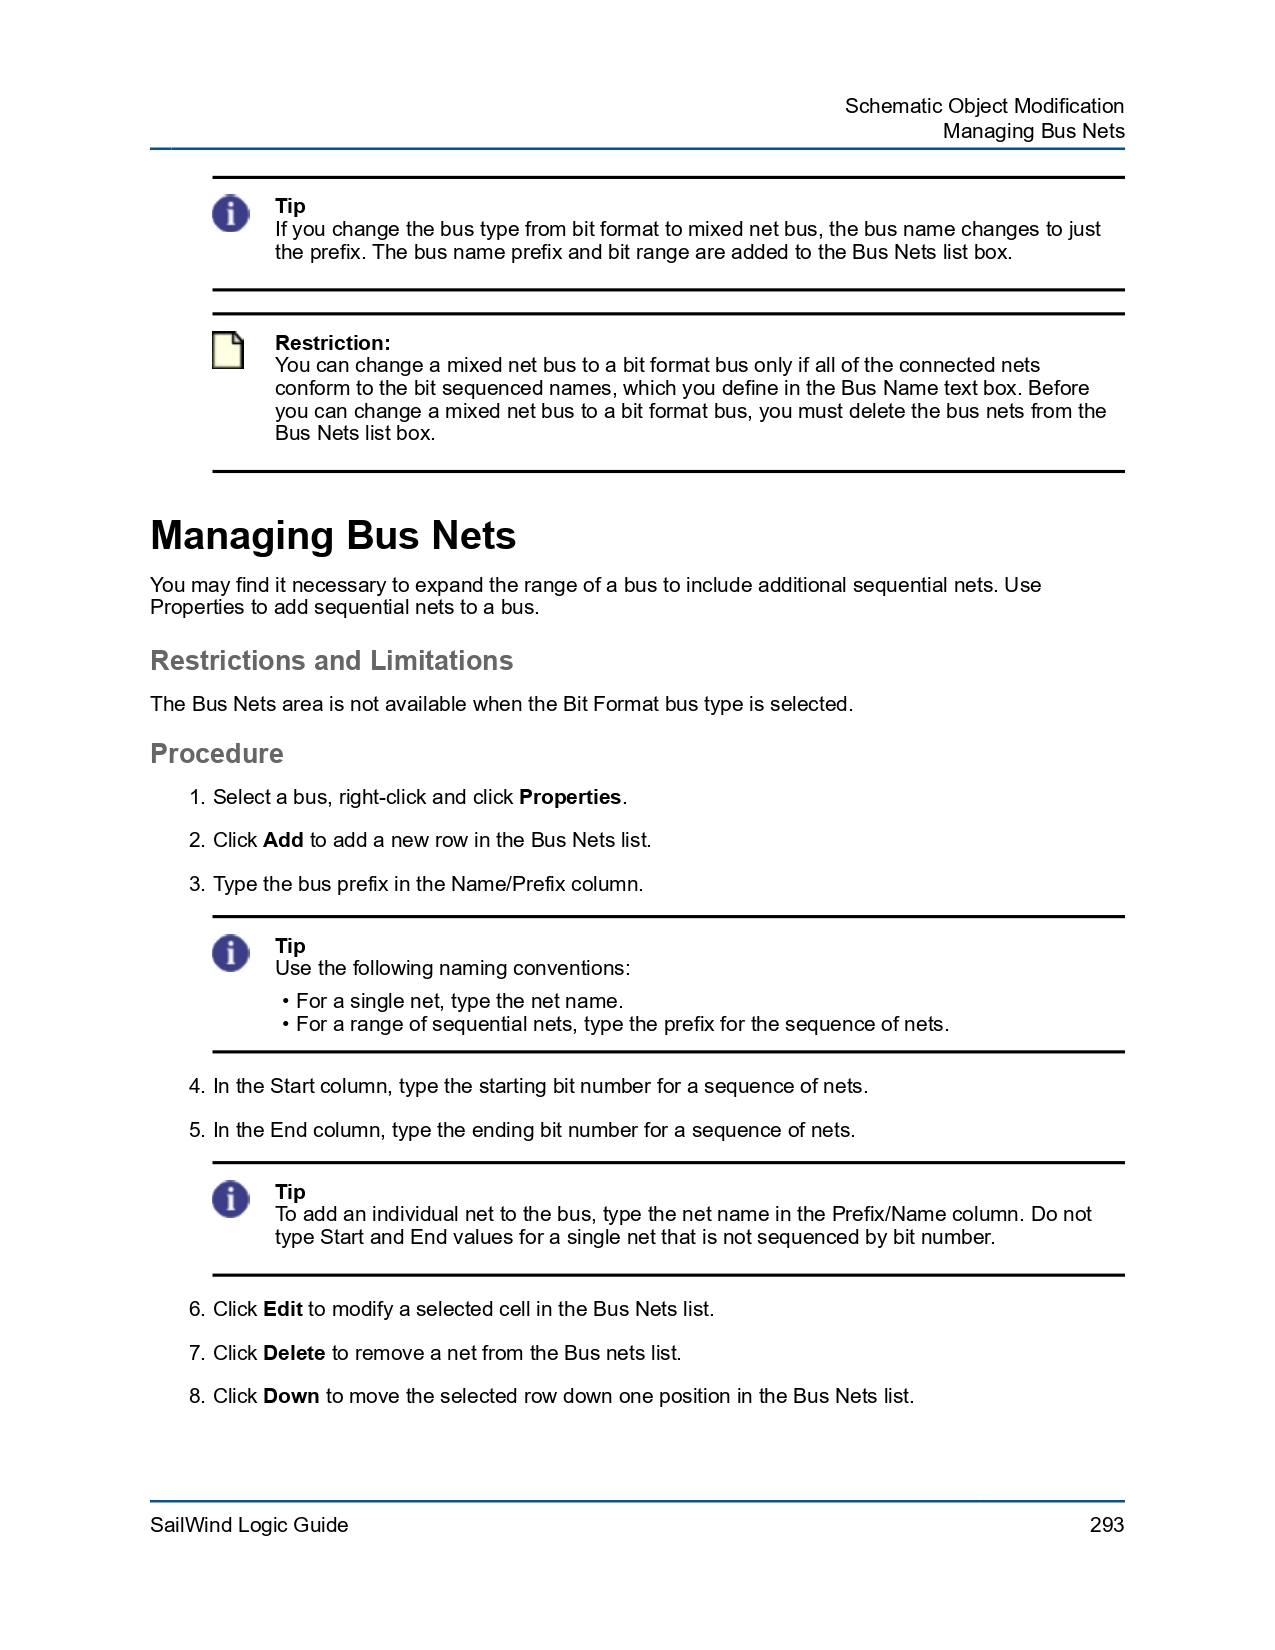 Schematic Object Modification
Managing Bus Nets
Tip
If you change the bus type from bit format to mixed net bus, the bus name changes to just
the prefix. The bus name prefix and bit range are added to the Bus Nets list box.
Restriction:
You can change a mixed net bus to a bit format bus only if all of the connected nets
conform to the bit sequenced names, which you define in the Bus Name text box. Before
you can change a mixed net bus to a bit format bus, you must delete the bus nets from the
Bus Nets list box.
Managing Bus Nets
You may find it necessary to expand the range of a bus to include additional sequential nets. Use
Properties to add sequential nets to a bus.
Restrictions and Limitations
The Bus Nets area is not available when the Bit Format bus type is selected.
Procedure
1. Select a bus, right-click and click Properties.
2. Click Add to add a new row in the Bus Nets list.
3. Type the bus prefix in the Name/Prefix column.
Tip
Use the following naming conventions:
• For a single net, type the net name.
• For a range of sequential nets, type the prefix for the sequence of nets.
4. In the Start column, type the starting bit number for a sequence of nets.
5. In the End column, type the ending bit number for a sequence of nets.
Tip
To add an individual net to the bus, type the net name in the Prefix/Name column. Do not
type Start and End values for a single net that is not sequenced by bit number.
6. Click Edit to modify a selected cell in the Bus Nets list.
7. Click Delete to remove a net from the Bus nets list.
8. Click Down to move the selected row down one position in the Bus Nets list.
SailWind Logic Guide 293